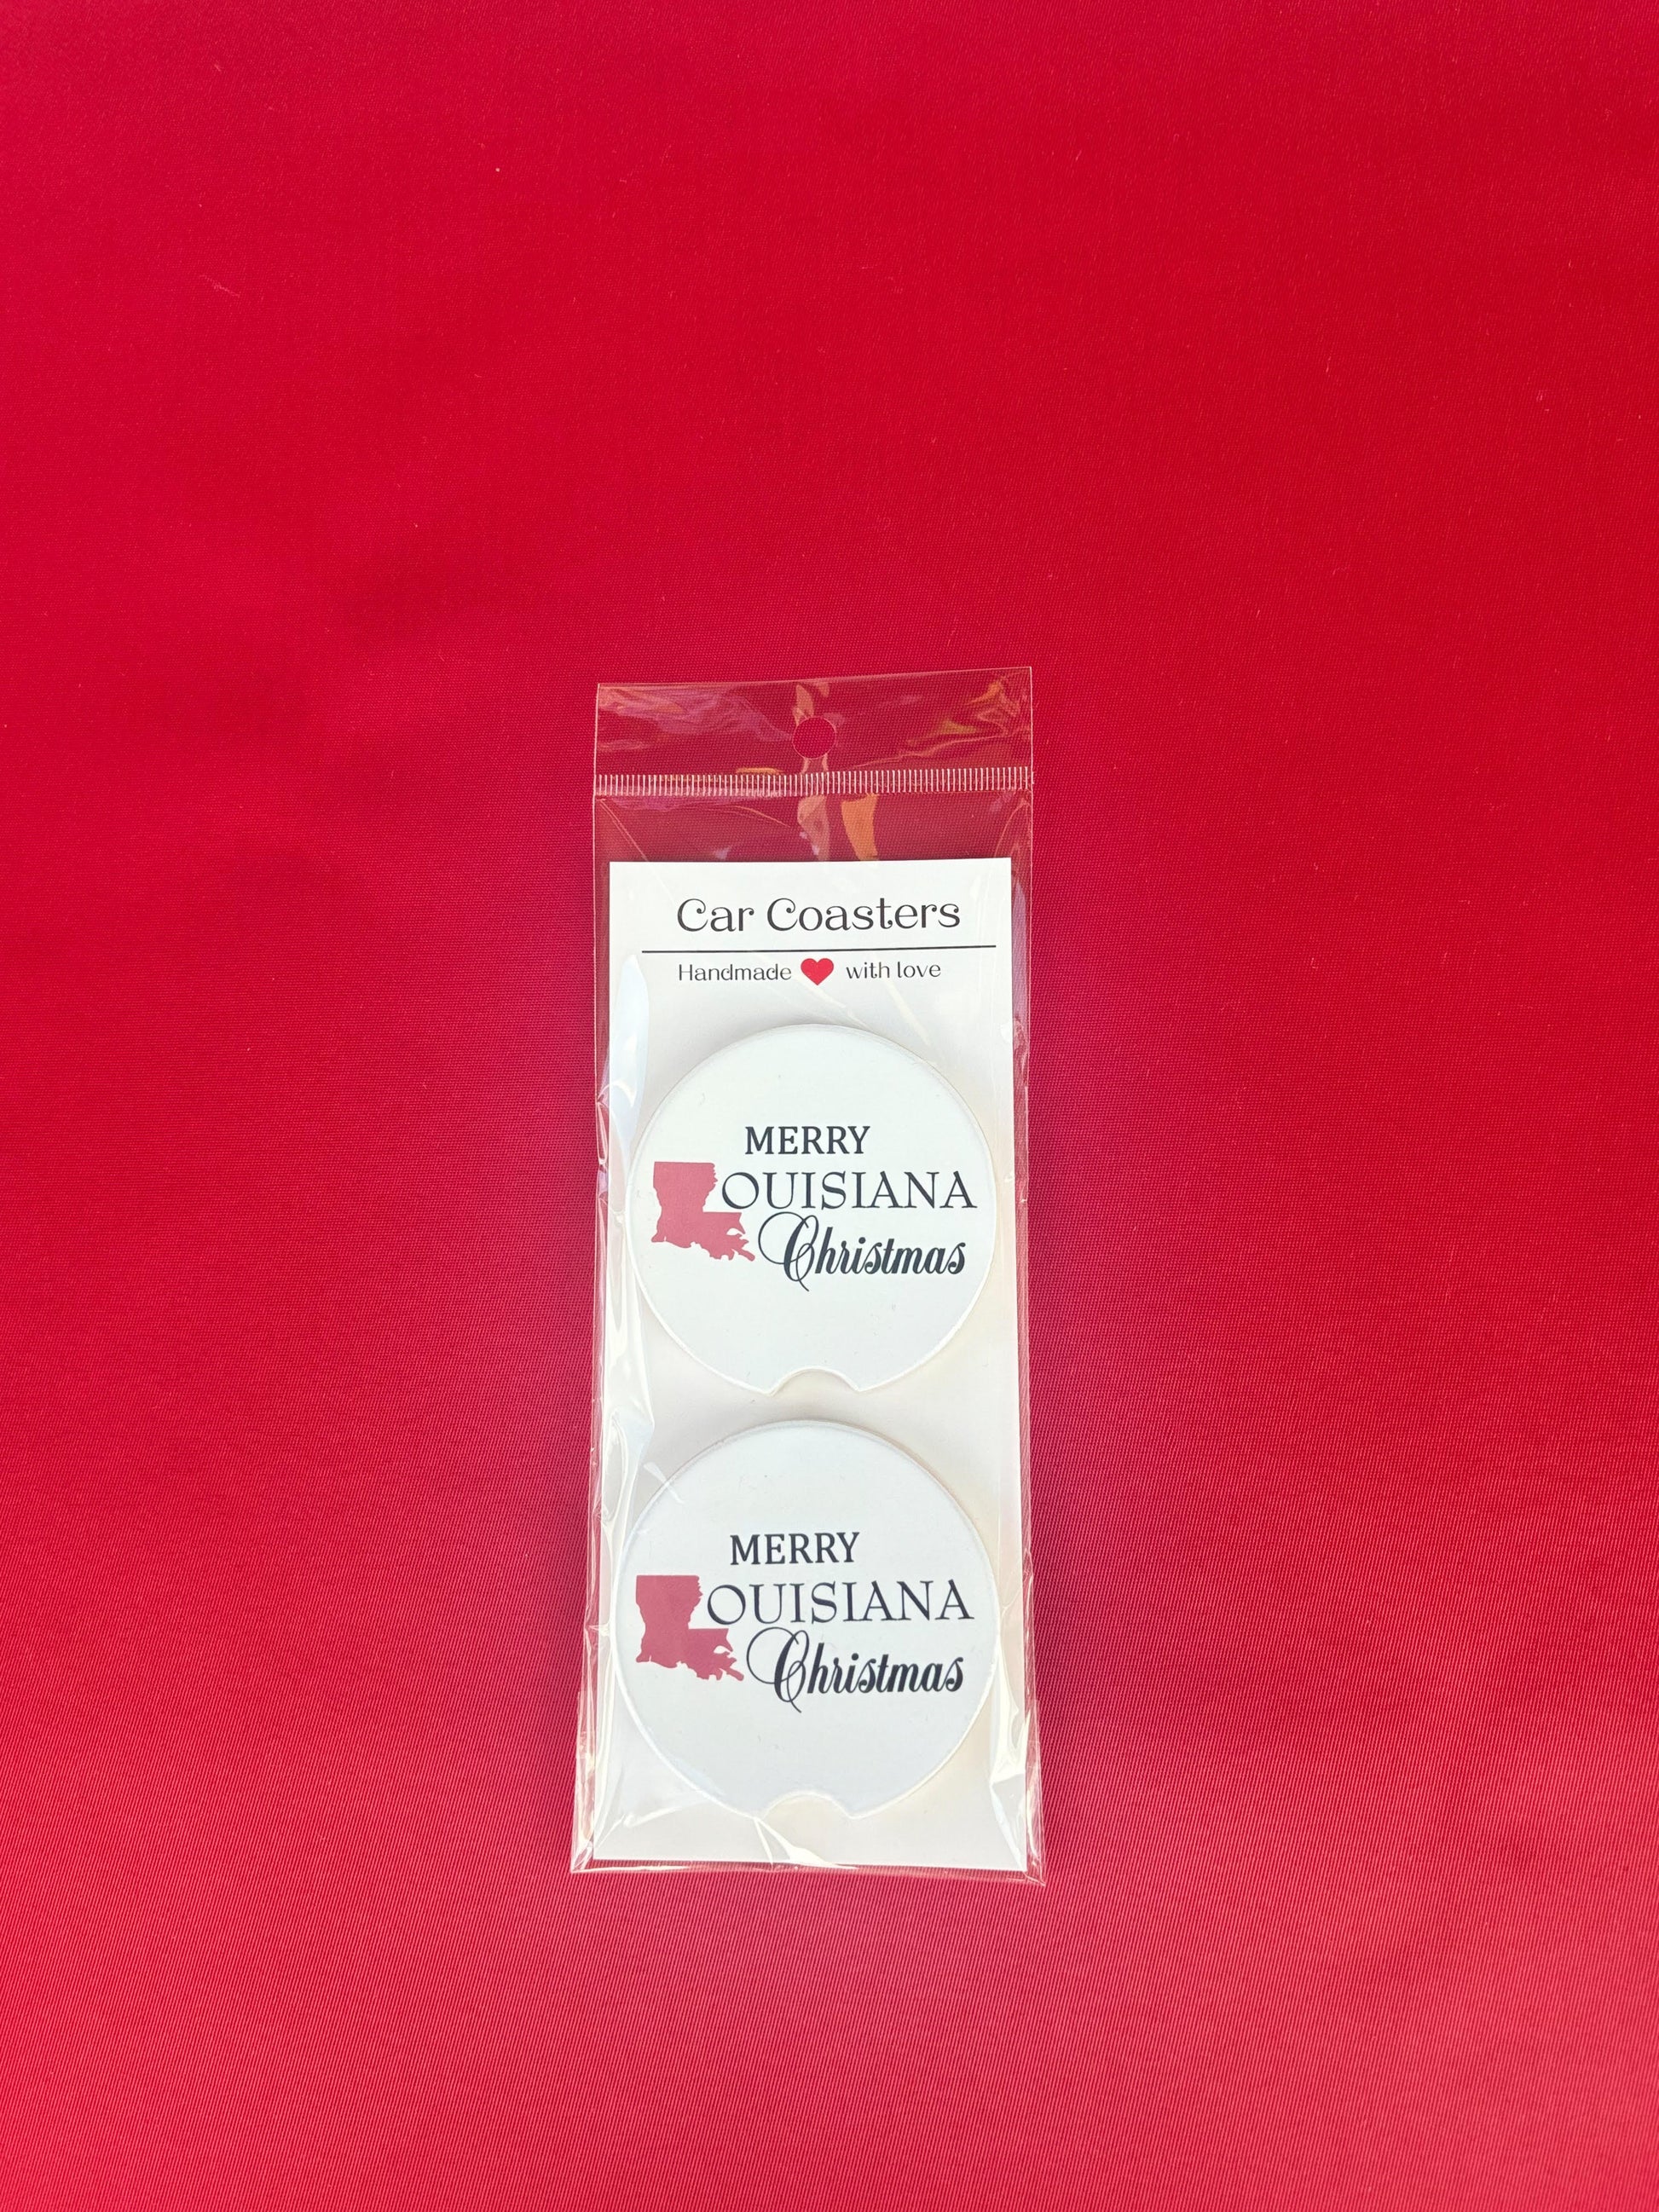 Car Coasters
Handmade ❤ with love
MERRY
OUISIANA
Christmas
MERRY
OUISIANA
Christmas